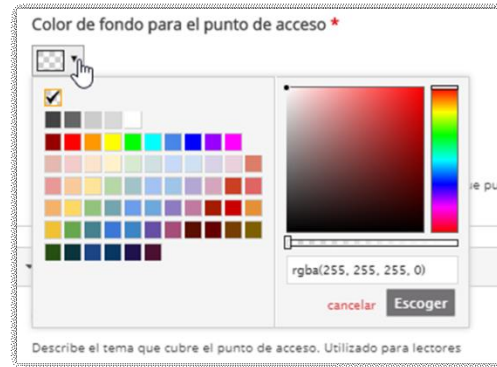 Color de fondo para el punto de acceso *
e pu
rgba(255, 255, 255, 0)
cancelar Escoger
Describe el tema que cubre el punto de acceso. Utilizado para lectores